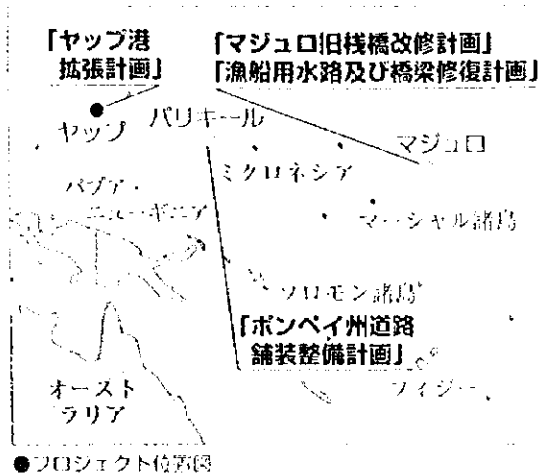 「ヤップ港
拡張計画」
「マジュロ旧桟橋改修計画」
「漁船用水路及び橋梁修復計画」
ヤップ
パリキール
マジュロ
ミクロネシア
パプア・
ニューギニア
マーシャル諸島
ソロモン諸島
「ポンペイ州道路
舗装整備計画」
オースト
ラリア
フィジー
●プロジェクト位置図